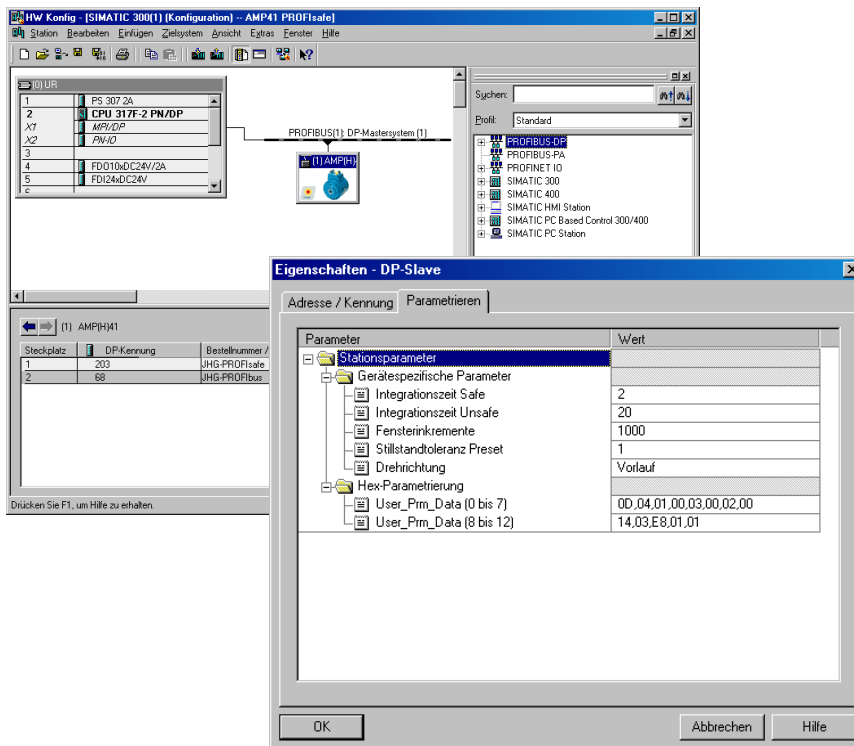 HW Konfig - [SIMATIC 300(1) (Konfiguration) -- AMP41 PROFIsafe]
Station Bearbeiten Einfügen Zielsystem Ansicht Extras Fenster Hilfe
(0) UR
1 PS 307 2A
2 CPU 317F-2 PN/DP
X1 MPI/DP
X2 PN-IO
3
4 FDO10xDC24V/2A
5 FDI24xDC24V
PROFIBUS(1): DP-Mastersystem (1)
(1) AMP(H)
Suchen:
Profil: Standard
PROFIBUS-DP
PROFIBUS-PA
PROFINET IO
SIMATIC 300
SIMATIC 400
SIMATIC HMI Station
SIMATIC PC Based Control 300/400
SIMATIC PC Station
(1) AMP(H)41
Steckplatz DP-Kennung Bestellnummer /
1 203 JHG-PROFIsafe
2 68 JHG-PROFIbus
Drücken Sie F1, um Hilfe zu erhalten.
Eigenschaften - DP-Slave
Adresse / Kennung Parametrieren
Parameter Wert
Stationsparameter
Gerätespezifische Parameter
Integrationszeit Safe 2
Integrationszeit Unsafe 20
Fensterinkremente 1000
Stillstandtoleranz Preset 1
Drehrichtung Vorlauf
Hex-Parametrierung
User_Prm_Data (0 bis 7) 0D,04,01,00,03,00,02,00
User_Prm_Data (8 bis 12) 14,03,E8,01,01
OK Abbrechen Hilfe